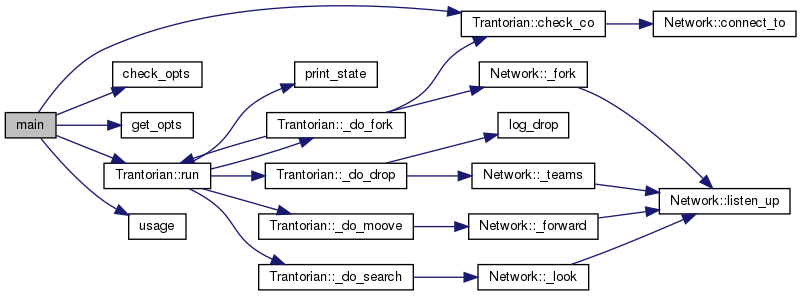 Trantorian::check_co
Network::connect_to
check_opts
print_state
Network::_fork
main
get_opts
Trantorian::_do_fork
log_drop
Trantorian::run
Trantorian::_do_drop
Network::_teams
Network::listen_up
usage
Trantorian::_do_moove
Network::_forward
Trantorian::_do_search
Network::_look